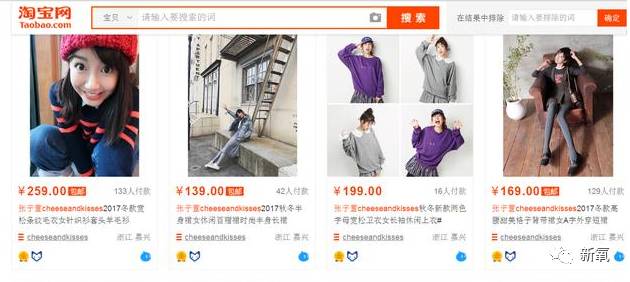 淘宝网
Taobao.com
宝贝
请输入要搜索的词
搜 索
在结果中排除
请输入要排除的词
确定
¥259.00 包邮 133人付款
张子萱cheeseandkisses2017冬款宽
松条纹毛衣女针织衫套头羊毛衫
cheeseandkisses 浙江 嘉兴
¥139.00 包邮 42人付款
张子萱cheeseandkisses2017秋冬半
身裙女休闲百褶裙时尚半身长裙
cheeseandkisses 浙江 嘉兴
¥199.00 16人付款
张子萱cheeseandkisses秋冬新款两色
字母宽松卫衣女长袖休闲上衣#
cheeseandkisses 浙江 嘉兴
¥169.00 包邮 129人付款
张子萱cheeseandkisses2017冬款高
腰甜美格子背带裙女A字外穿短裙
cheeseandkisses
新氧